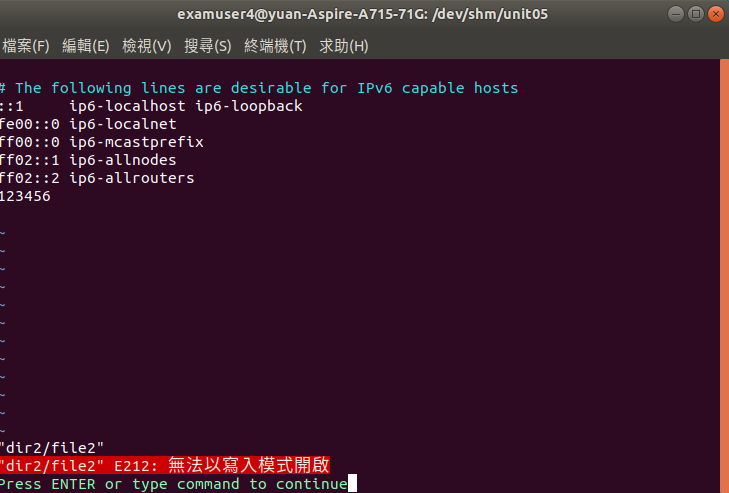 examuser4@yuan-Aspire-A715-71G: /dev/shm/unit05
檔案(F) 編輯(E) 檢視(V) 搜尋(S) 終端機(T) 求助(H)
# The following lines are desirable for IPv6 capable hosts
::1     ip6-localhost ip6-loopback
fe00::0 ip6-localnet
ff00::0 ip6-mcastprefix
ff02::1 ip6-allnodes
ff02::2 ip6-allrouters
123456
~
~
~
~
~
~
~
~
~
~
~
~
"dir2/file2"
"dir2/file2" E212: 無法以寫入模式開啟
Press ENTER or type command to continue